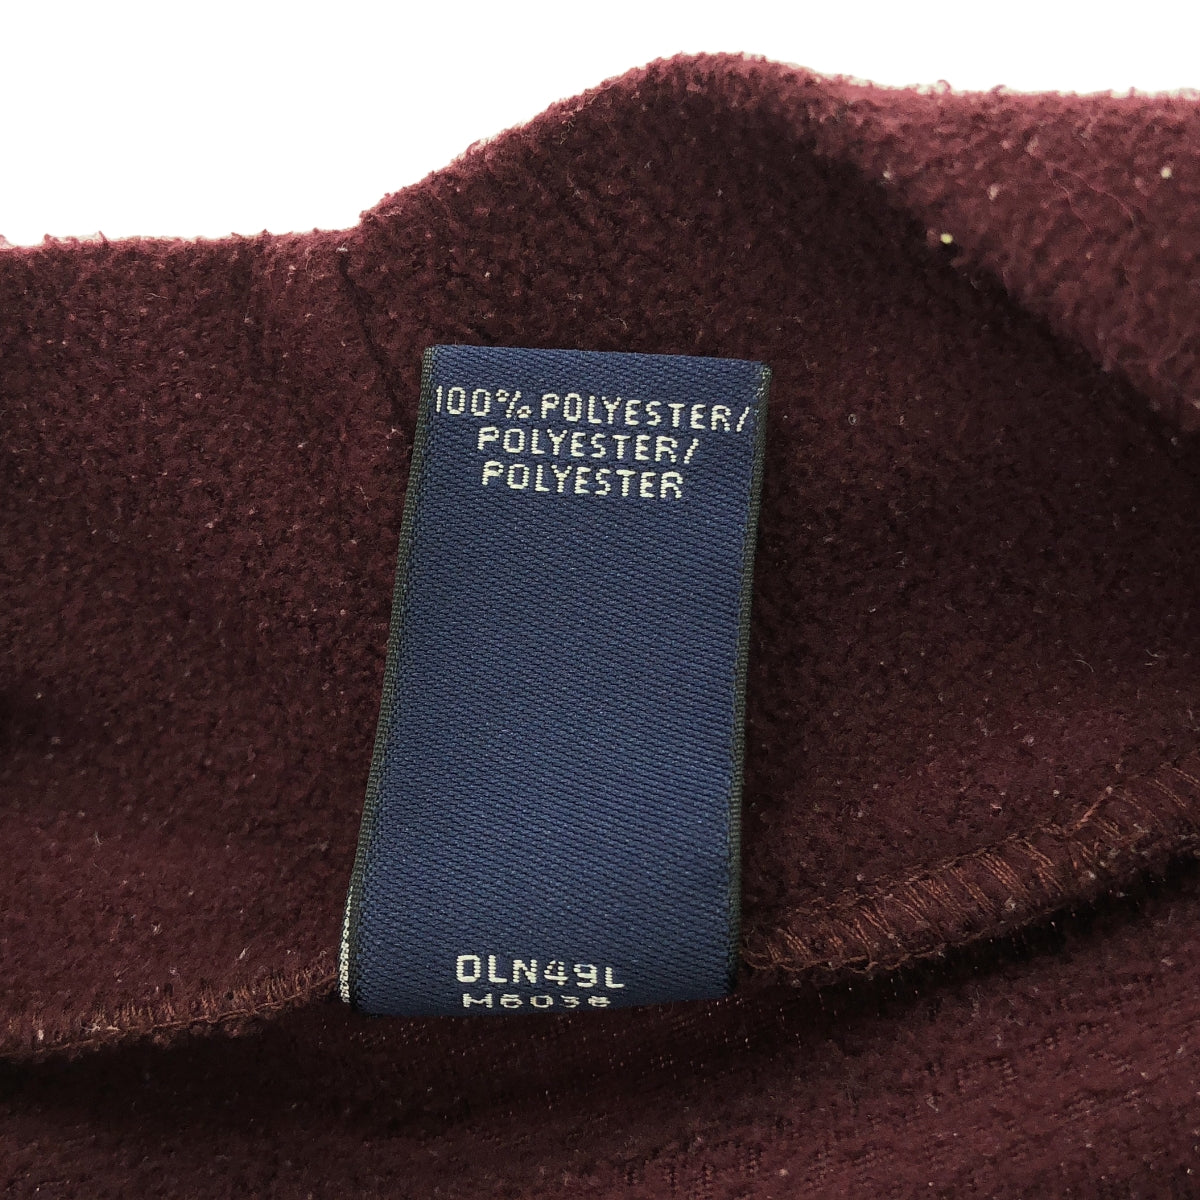 100% POLYESTER/
POLYESTER/
POLYESTER
OLN49L